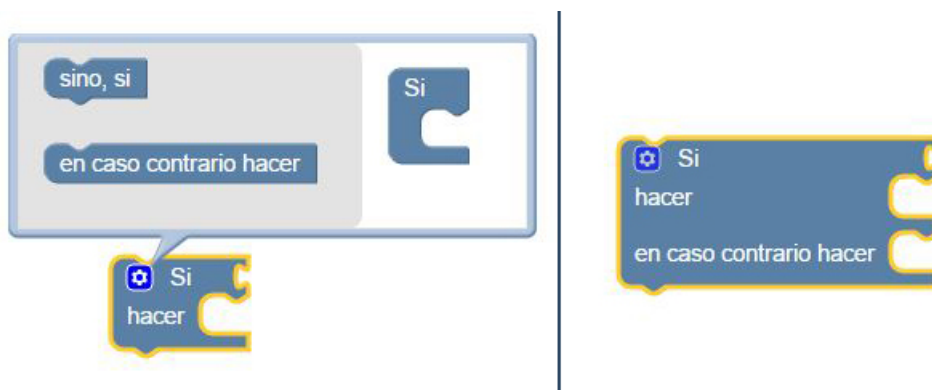 sino, si
Si
en caso contrario hacer
Si
hacer
Si
hacer
en caso contrario hacer